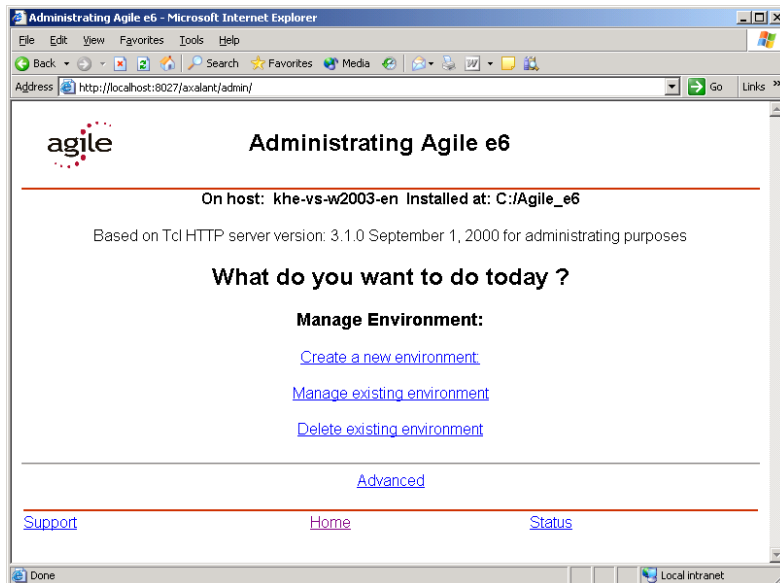 Administrating Agile e6 - Microsoft Internet Explorer
File Edit View Favorites Tools Help
Back Search Favorites Media
Address http://localhost:8027/axalant/admin/ Go Links »
agile Administrating Agile e6
On host: khe-vs-w2003-en Installed at: C:/Agile_e6
Based on Tcl HTTP server version: 3.1.0 September 1, 2000 for administrating purposes
What do you want to do today ?
Manage Environment:
Create a new environment:
Manage existing environment
Delete existing environment
Advanced
Support Home Status
Done Local intranet